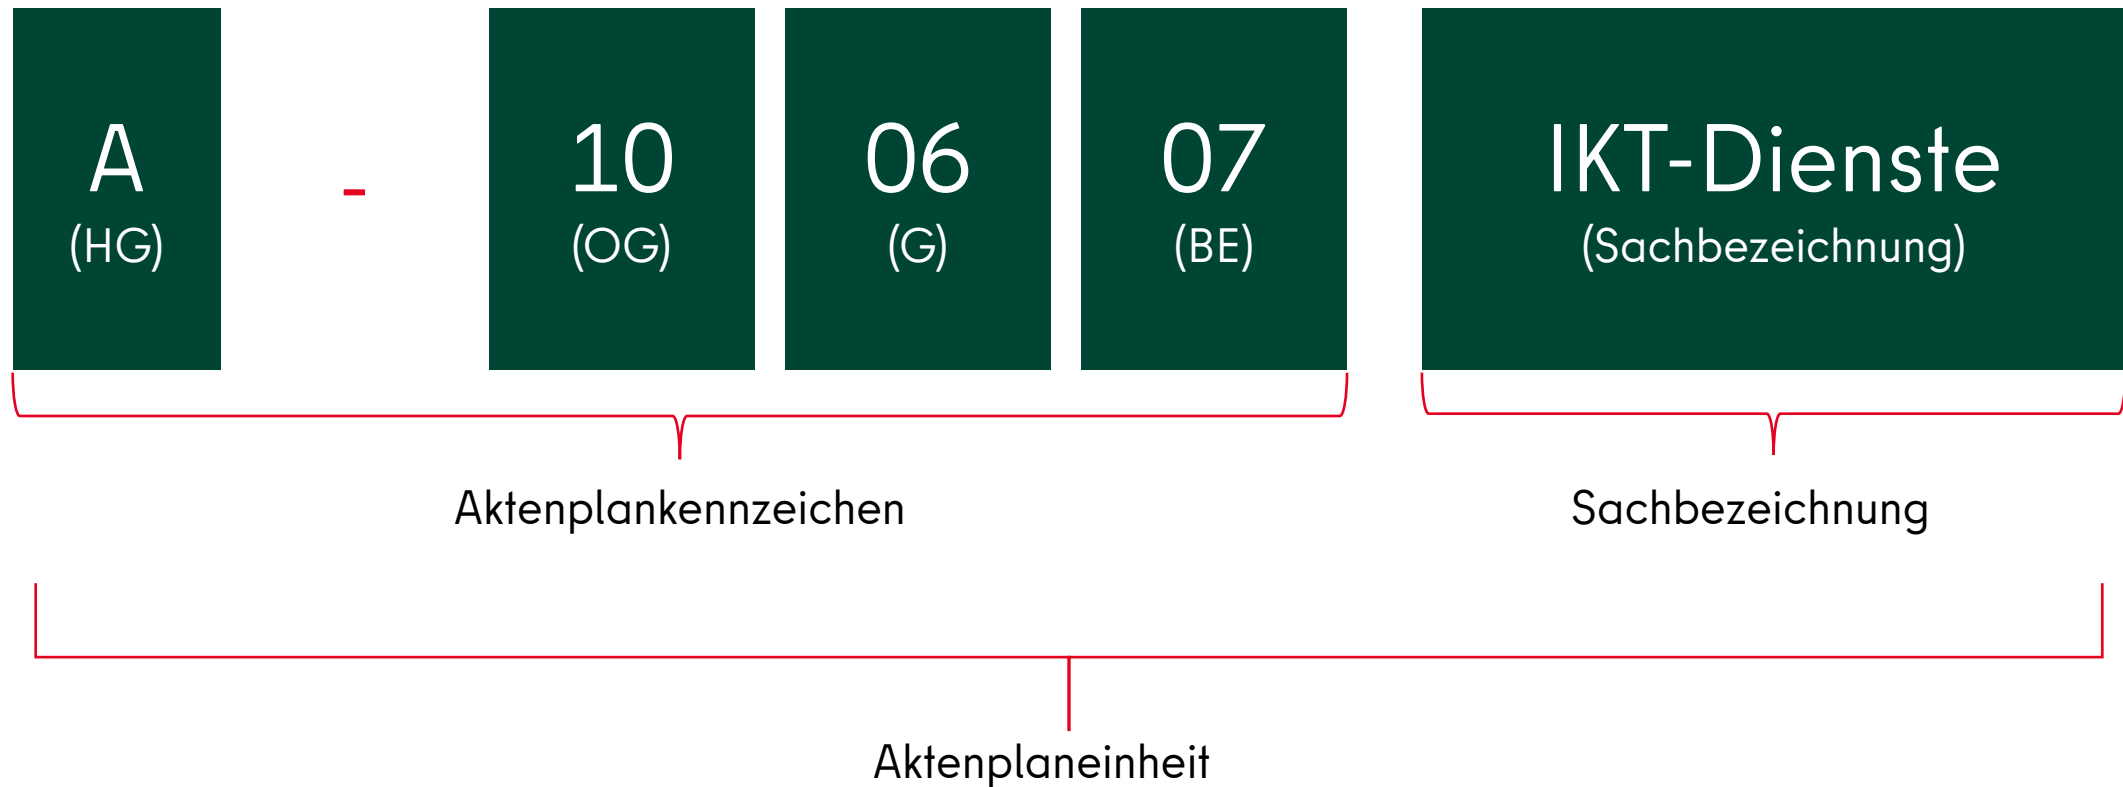 A - 10 06 07 IKT-Dienste
(HG) (OG) (G) (BE) (Sachbezeichnung)
Aktenplankennzeichen Sachbezeichnung
Aktenplaneinheit